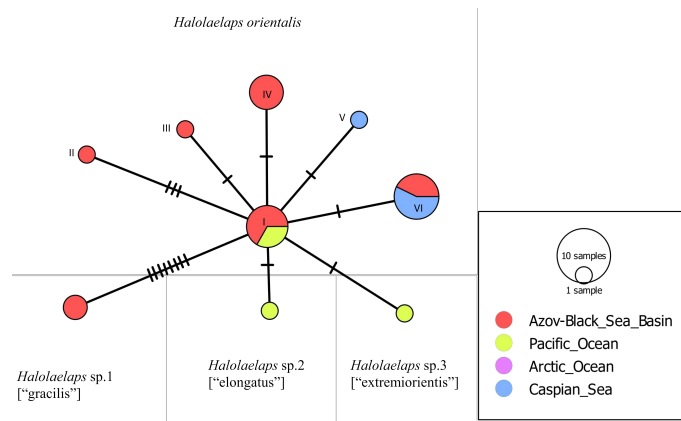 Halolaelaps orientalis
IV
V
III
II
VI
I
10 samples
1 sample
Azov-Black_Sea_Basin
Pacific_Ocean
Arctic_Ocean
Caspian_Sea
Halolaelaps sp.1
[“gracilis”]
Halolaelaps sp.2
[“elongatus”]
Halolaelaps sp.3
[“extremiorientis”]